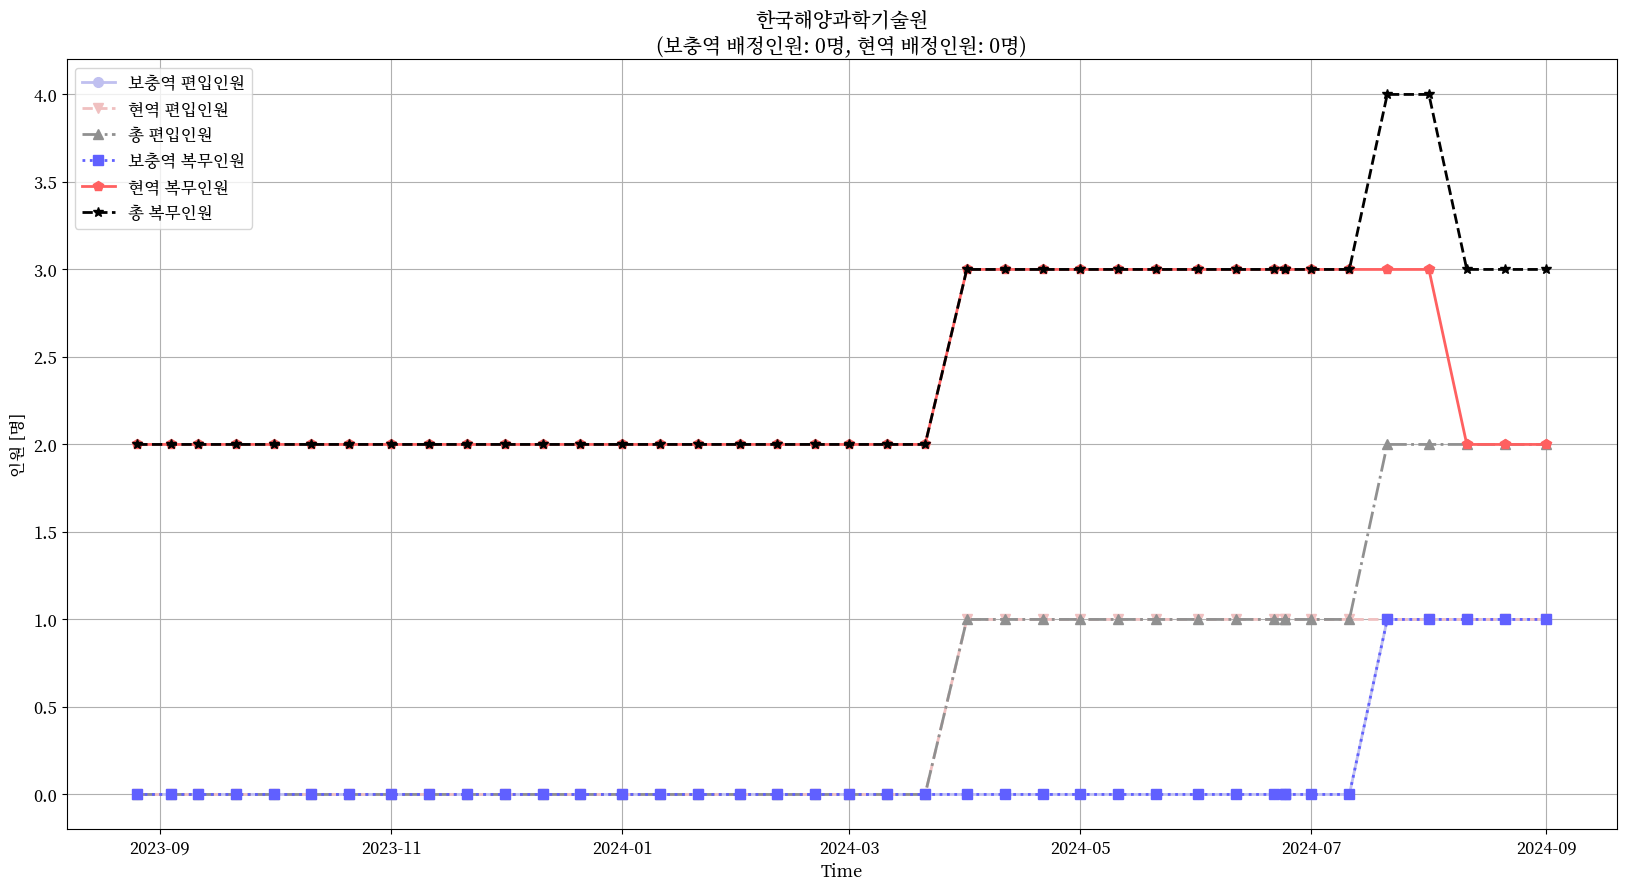 한국해양과학기술원
(보충역 배정인원: 0명, 현역 배정인원: 0명)
보충역 편입인원
현역 편입인원
총 편입인원
보충역 복무인원
현역 복무인원
총 복무인원
인원 [명]
4.0
3.5
3.0
2.5
2.0
1.5
1.0
0.5
0.0
2023-09 2023-11 2024-01 2024-03 2024-05 2024-07 2024-09
Time